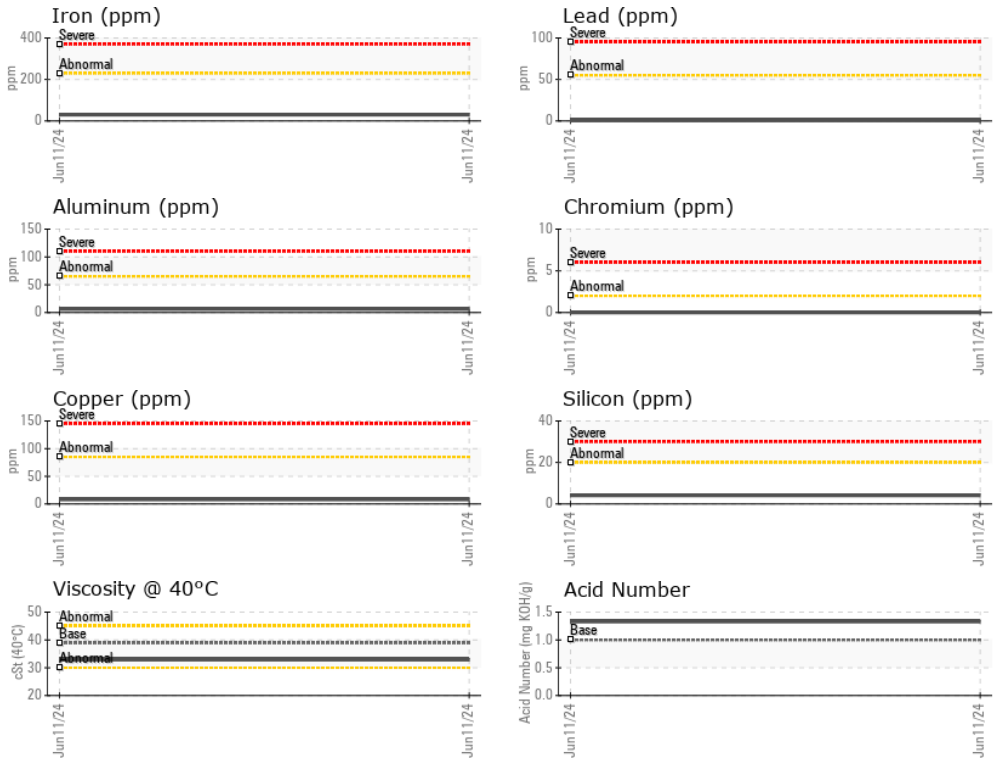 Iron (ppm)
400
200
0
ppm
Severe
Abnormal
Jun11/24
Jun11/24
Lead (ppm)
100
50
0
ppm
Severe
Abnormal
Jun11/24
Jun11/24
Aluminum (ppm)
150
100
50
0
ppm
Severe
Abnormal
Jun11/24
Jun11/24
Chromium (ppm)
10
5
0
ppm
Severe
Abnormal
Jun11/24
Jun11/24
Copper (ppm)
150
100
50
0
ppm
Severe
Abnormal
Jun11/24
Jun11/24
Silicon (ppm)
40
20
0
ppm
Severe
Abnormal
Jun11/24
Jun11/24
Viscosity @ 40°C
50
40
30
20
cSt (40°C)
Abnormal
Base
Abnormal
Jun11/24
Jun11/24
Acid Number
1.5
1.0
0.5
0.0
Acid Number (mg KOH/g)
Base
Jun11/24
Jun11/24